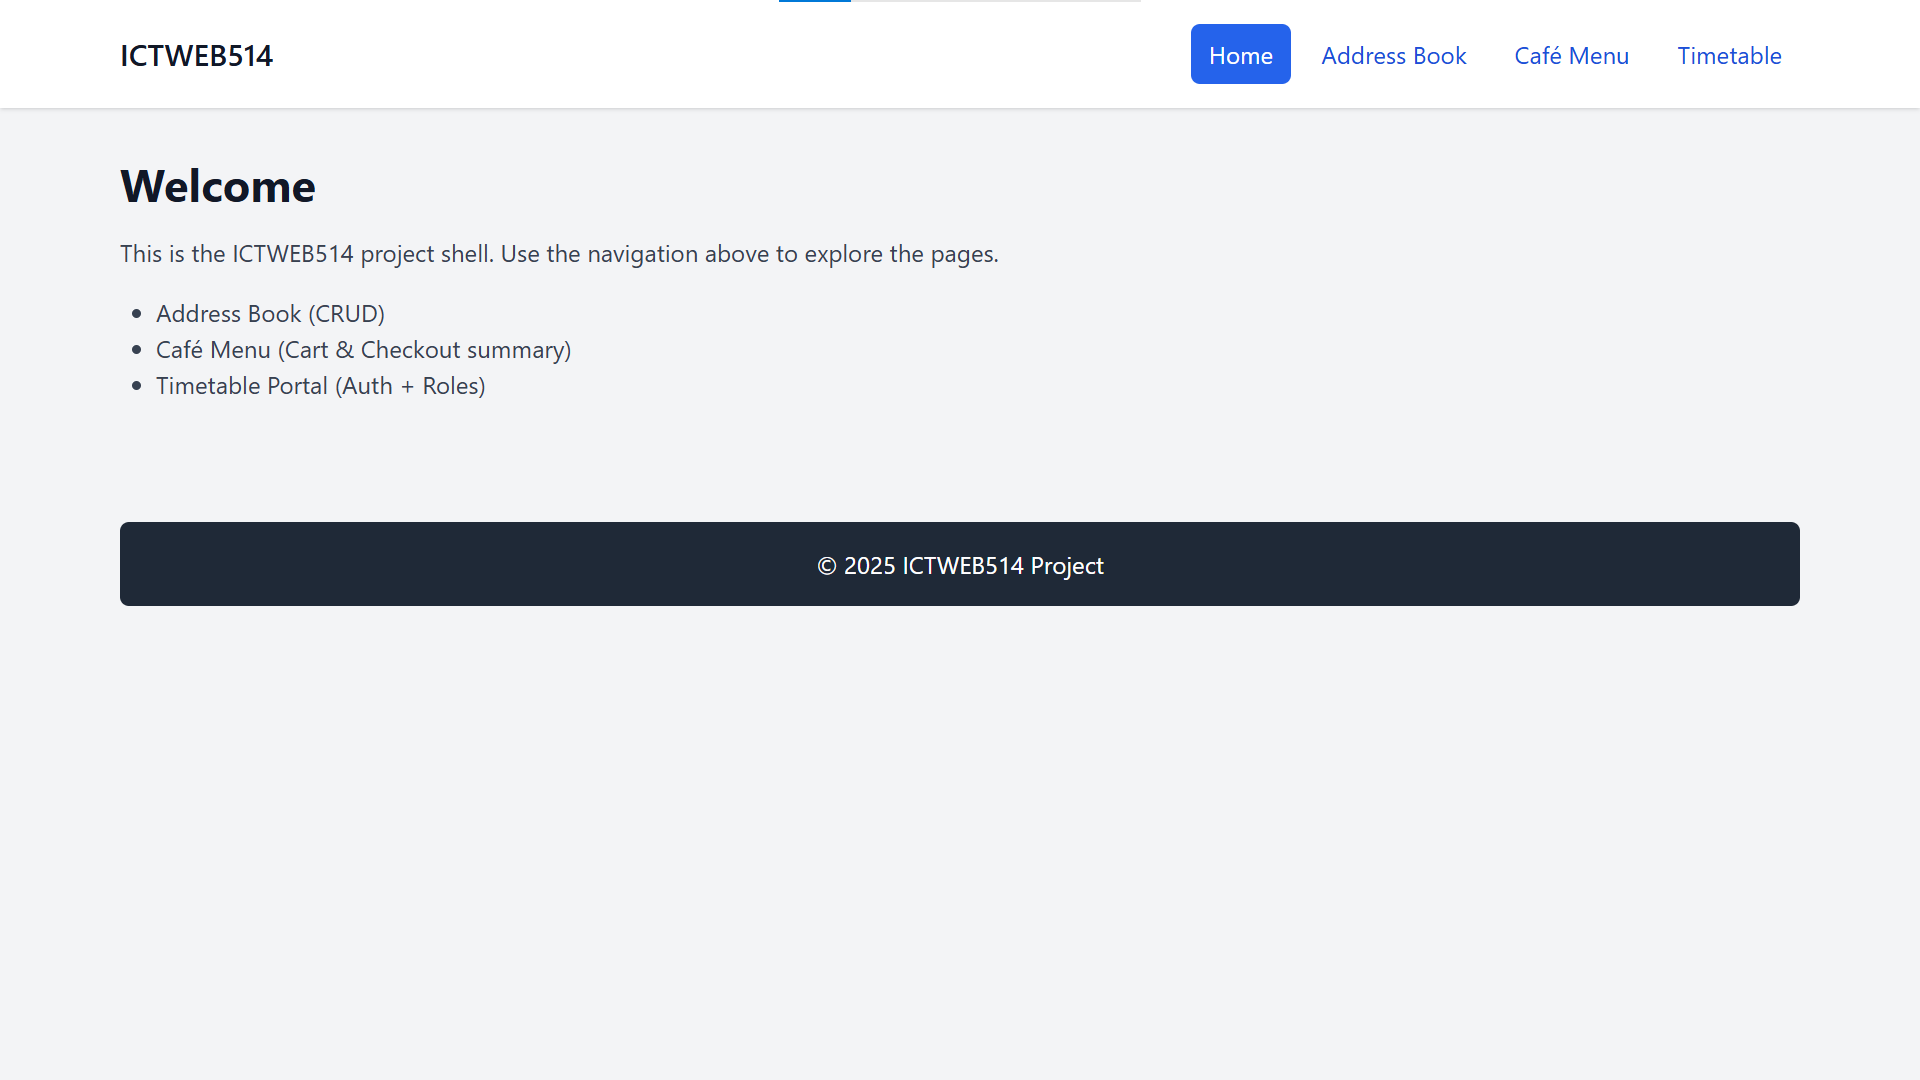 ICTWEB514
Home
Address Book
Café Menu
Timetable
Welcome
This is the ICTWEB514 project shell. Use the navigation above to explore the pages.
Address Book (CRUD)
Café Menu (Cart & Checkout summary)
Timetable Portal (Auth + Roles)
© 2025 ICTWEB514 Project